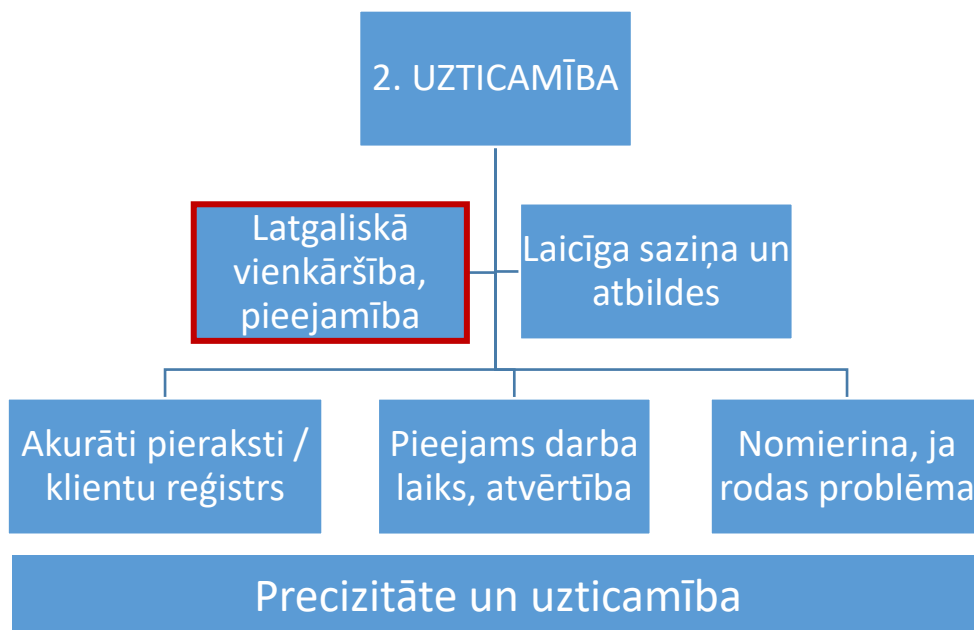 2. UZTICAMĪBA
Latgaliskā
vienkāršība,
pieejamība
Laicīga saziņa un
atbildes
Akurāti pieraksti /
klientu reģistrs
Pieejams darba
laiks, atvērtība
Nomierina, ja
rodas problēma
Precizitāte un uzticamība